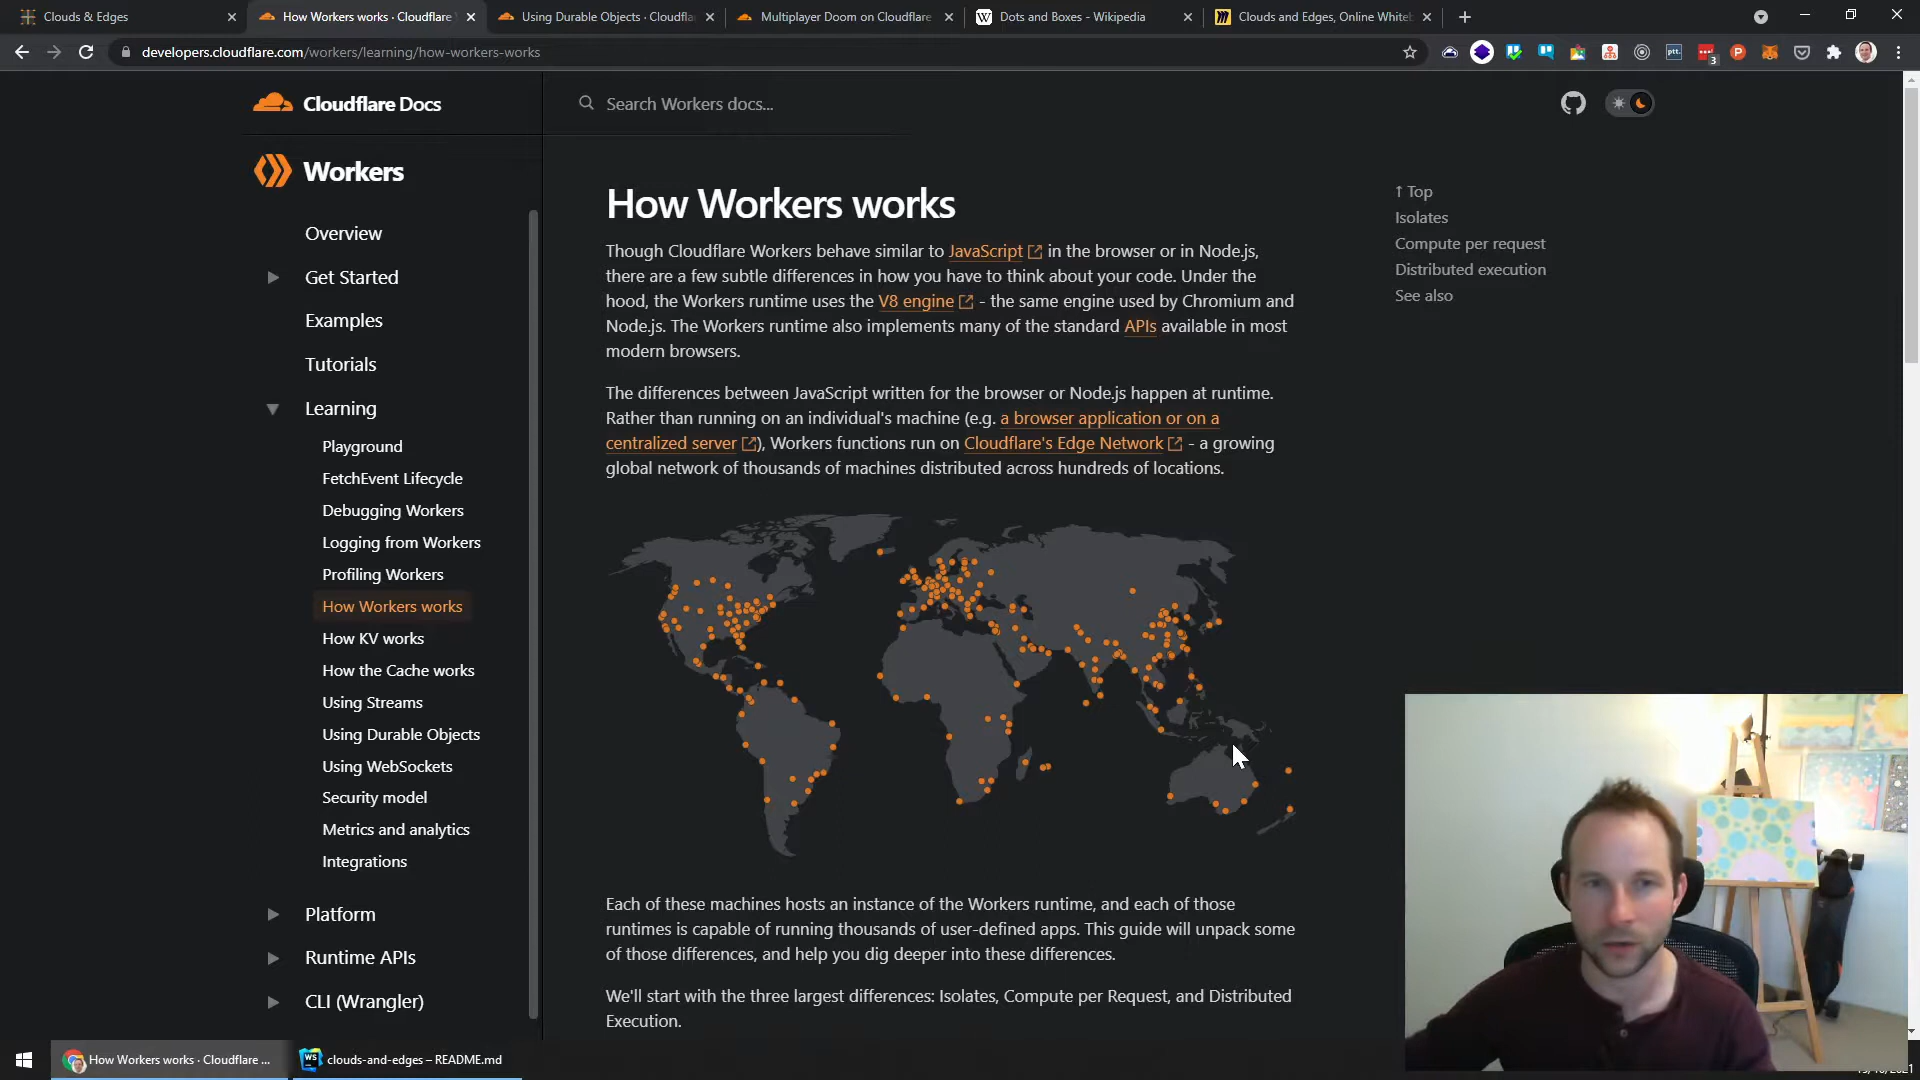 Clouds & Edges
How Workers works · Cloudflare
Using Durable Objects · Cloudfla
Multiplayer Doom on Cloudflare
Dots and Boxes - Wikipedia
Clouds and Edges, Online Whiteb
developers.cloudflare.com/workers/learning/how-workers-works
ptt.
3
Cloudflare Docs
Search Workers docs...
Workers
Overview
Get Started
Examples
Tutorials
Learning
Playground
FetchEvent Lifecycle
Debugging Workers
Logging from Workers
Profiling Workers
How Workers works
How KV works
How the Cache works
Using Streams
Using Durable Objects
Using WebSockets
Security model
Metrics and analytics
Integrations
Platform
Runtime APIs
CLI (Wrangler)
How Workers works
Though Cloudflare Workers behave similar to JavaScript in the browser or in Node.js,
there are a few subtle differences in how you have to think about your code. Under the
hood, the Workers runtime uses the V8 engine - the same engine used by Chromium and
Node.js. The Workers runtime also implements many of the standard APIs available in most
modern browsers.
The differences between JavaScript written for the browser or Node.js happen at runtime.
Rather than running on an individual's machine (e.g. a browser application or on a
centralized server), Workers functions run on Cloudflare's Edge Network - a growing
global network of thousands of machines distributed across hundreds of locations.
Each of these machines hosts an instance of the Workers runtime, and each of those
runtimes is capable of running thousands of user-defined apps. This guide will unpack some
of those differences, and help you dig deeper into these differences.
We'll start with the three largest differences: Isolates, Compute per Request, and Distributed
Execution.
↑ Top
Isolates
Compute per request
Distributed execution
See also
How Workers works · Cloudflare ...
WS
clouds-and-edges – README.md